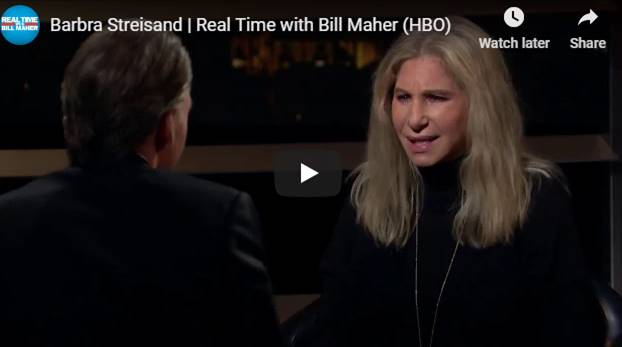 REAL TIME
BILL MAHER
Barbra Streisand | Real Time with Bill Maher (HBO)
Watch later
Share